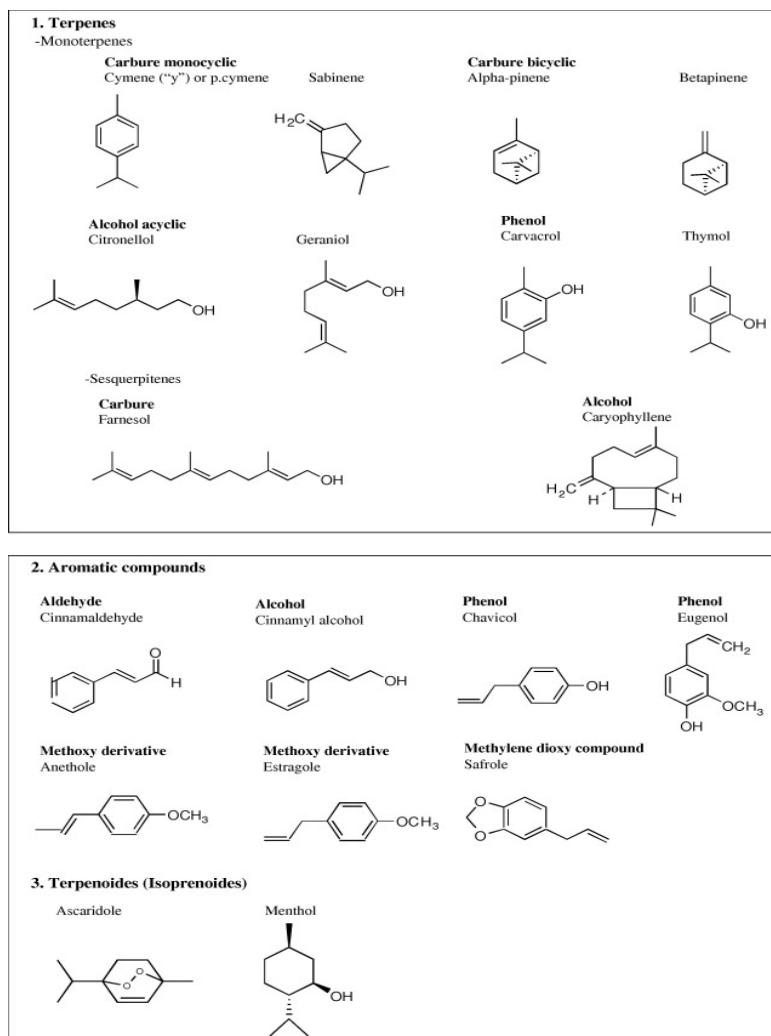 1. Terpenes
-Monoterpenes
Carbure monocyclic
Cymene ("y") or p.cymene
Sabinene
Carbure bicyclic
Alpha-pinene
Betapinene
H2C
Alcohol acyclic
Citronellol
Geraniol
Phenol
Carvacrol
Thymol
OH
OH
OH
OH
-Sesquerpitenes
Carbure
Farnesol
Alcohol
Caryophyllene
OH
H2C
H
H
2. Aromatic compounds
Aldehyde
Cinnamaldehyde
Alcohol
Cinnamyl alcohol
Phenol
Chavicol
Phenol
Eugenol
O
H
OH
OH
CH2
OCH3
OH
Methoxy derivative
Anethole
Methoxy derivative
Estragole
Methylene dioxy compound
Safrole
OCH3
OCH3
O
O
3. Terpenoides (Isoprenoides)
Ascaridole
Menthol
O
O
OH